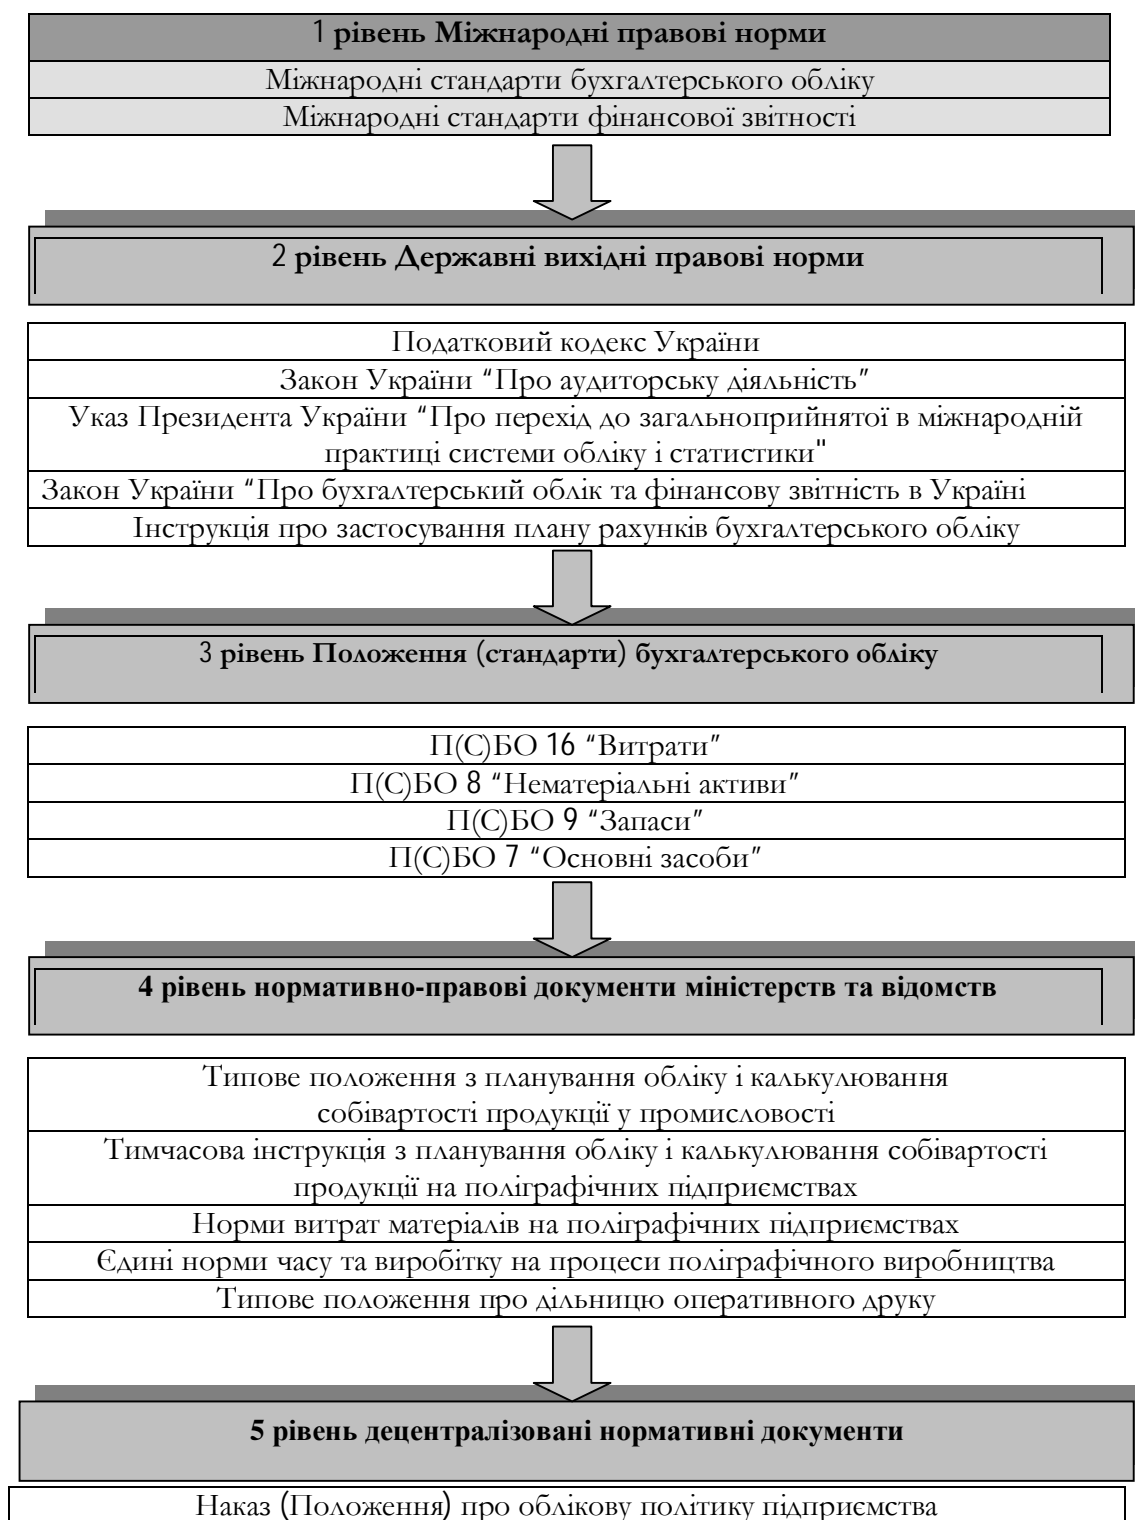 1 рівень Міжнародні правові норми
Міжнародні стандарти бухгалтерського обліку
Міжнародні стандарти фінансової звітності
2 рівень Державні вихідні правові норми
Податковий кодекс України
Закон України “Про аудиторську діяльність”
Указ Президента України “Про перехід до загальноприйнятої в міжнародній
практиці системи обліку і статистики"
Закон України “Про бухгалтерський облік та фінансову звітність в Україні
Інструкція про застосування плану рахунків бухгалтерського обліку
3 рівень Положення (стандарти) бухгалтерського обліку
П(С)БО 16 “Витрати”
П(С)БО 8 “Нематеріальні активи”
П(С)БО 9 “Запаси”
П(С)БО 7 “Основні засоби”
4 рівень нормативно-правові документи міністерств та відомств
Типове положення з планування обліку і калькулювання
собівартості продукції у промисловості
Тимчасова інструкція з планування обліку і калькулювання собівартості
продукції на поліграфічних підприємствах
Норми витрат матеріалів на поліграфічних підприємствах
Єдині норми часу та виробітку на процеси поліграфічного виробництва
Типове положення про дільницю оперативного друку
5 рівень децентралізовані нормативні документи
Наказ (Положення) про облікову політику підприємства